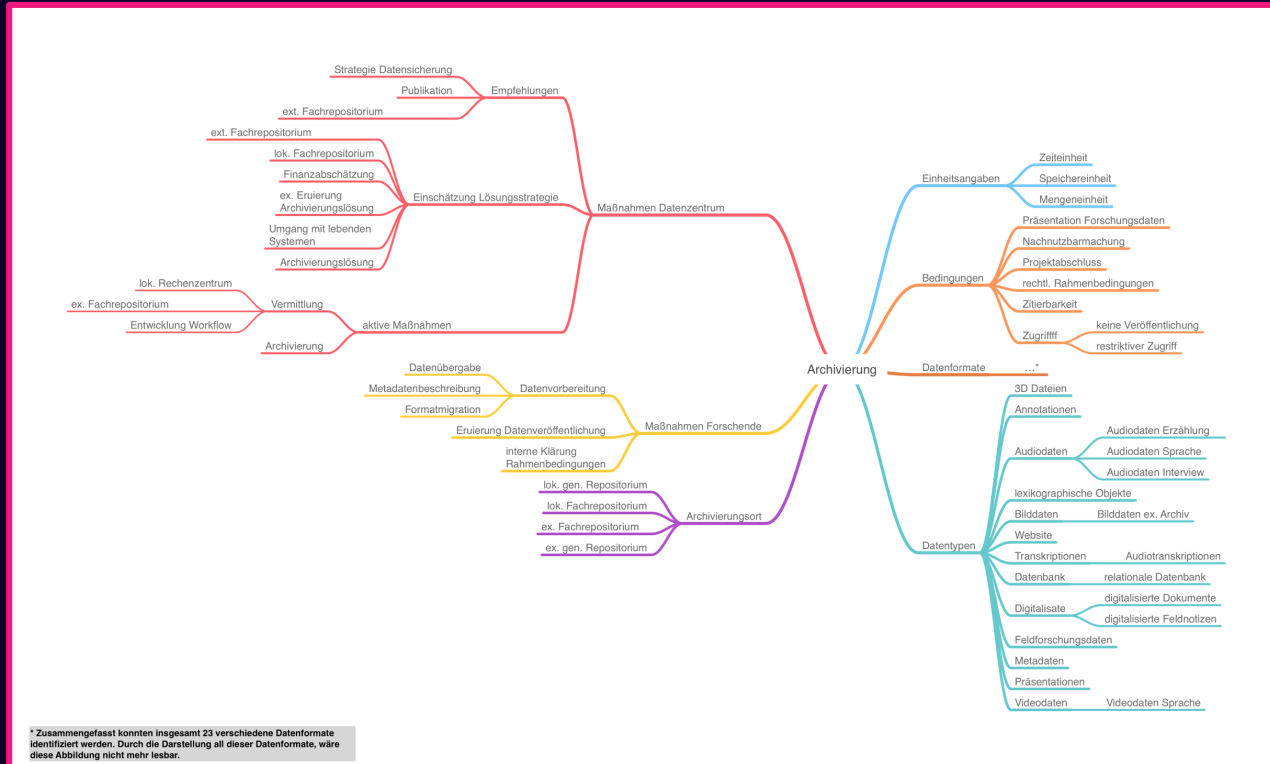 Strategie Datensicherung
Publikation
Empfehlungen
ext. Fachrepositorium
ext. Fachrepositorium
lok. Fachrepositorium
Finanzabschätzung
ex. Eruierung
Archivierungslösung
Einschätzung Lösungsstrategie
Umgang mit lebenden
Systemen
Archivierungslösung
Maßnahmen Datenzentrum
lok. Rechenzentrum
ex. Fachrepositorium
Vermittlung
Entwicklung Workflow
aktive Maßnahmen
Archivierung
Datenübergabe
Metadatenbeschreibung
Datenvorbereitung
Formatmigration
Eruierung Datenveröffentlichung
Maßnahmen Forschende
interne Klärung
Rahmenbedingungen
lok. gen. Repositorium
lok. Fachrepositorium
Archivierungsort
ex. Fachrepositorium
ex. gen. Repositorium
Archivierung
Einheitsangaben
Zeiteinheit
Speichereinheit
Mengeneinheit
Bedingungen
Präsentation Forschungsdaten
Nachnutzbarmachung
Projektabschluss
rechtl. Rahmenbedingungen
Zitierbarkeit
Zugriffff
keine Veröffentlichung
restriktiver Zugriff
Datenformate
...*
Datentypen
3D Dateien
Annotationen
Audiodaten
Audiodaten Erzählung
Audiodaten Sprache
Audiodaten Interview
lexikographische Objekte
Bilddaten
Bilddaten ex. Archiv
Website
Transkriptionen
Audiotranskriptionen
Datenbank
relationale Datenbank
Digitalisate
digitalisierte Dokumente
digitalisierte Feldnotizen
Feldforschungsdaten
Metadaten
Präsentationen
Videodaten
Videodaten Sprache
* Zusammengefasst konnten insgesamt 23 verschiedene Datenformate
identifiziert werden. Durch die Darstellung all dieser Datenformate, wäre
diese Abbildung nicht mehr lesbar.